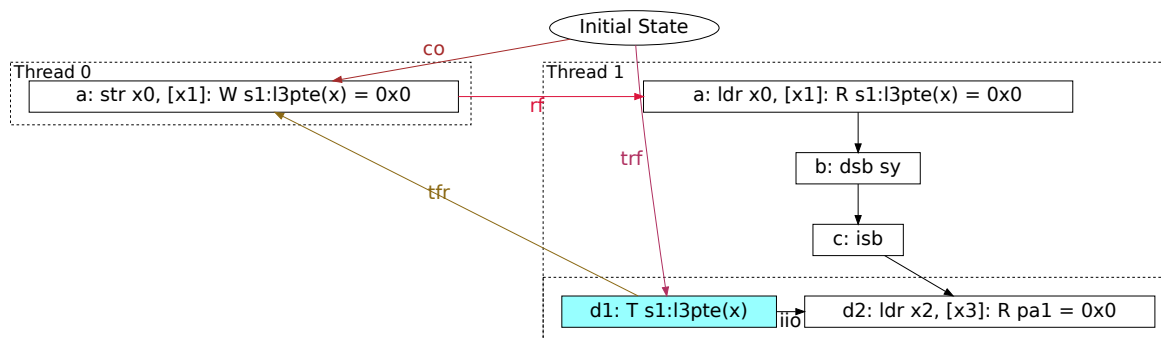 Initial State
co
Thread 0
Thread 1
a: str x0, [x1]: W s1:l3pte(x) = 0x0
rf
a: ldr x0, [x1]: R s1:l3pte(x) = 0x0
trf
b: dsb sy
tfr
c: isb
d1: T s1:l3pte(x)
iio
d2: ldr x2, [x3]: R pa1 = 0x0